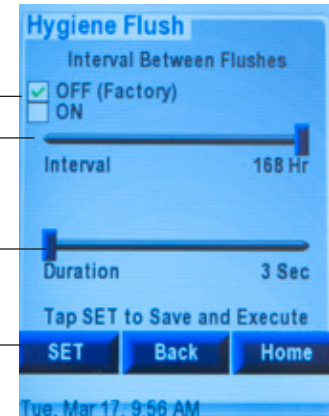 Hygiene Flush
Interval Between Flushes
OFF (Factory)
ON
Interval 168 Hr
Duration 3 Sec
Tap SET to Save and Execute
SET Back Home
Tue, Mar 17, 9:56 AM